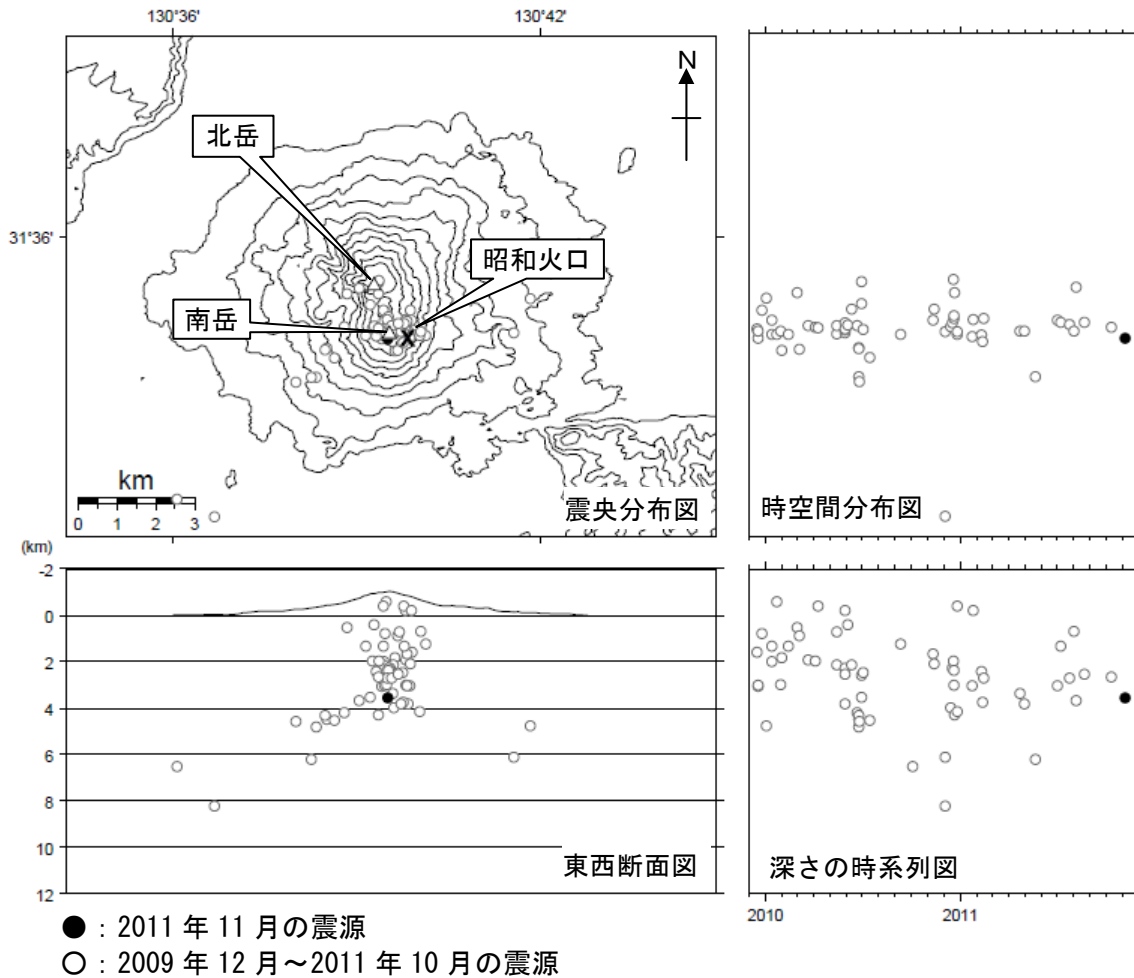 130°36'
130°42'
N
北岳
31°36'
昭和火口
南岳
km
0 1 2 3
震央分布図
時空間分布図
(km)
-2
0
2
4
6
8
10
12
東西断面図
深さの時系列図
2010
2011
●：2011 年 11 月の震源
○：2009 年 12 月～2011 年 10 月の震源